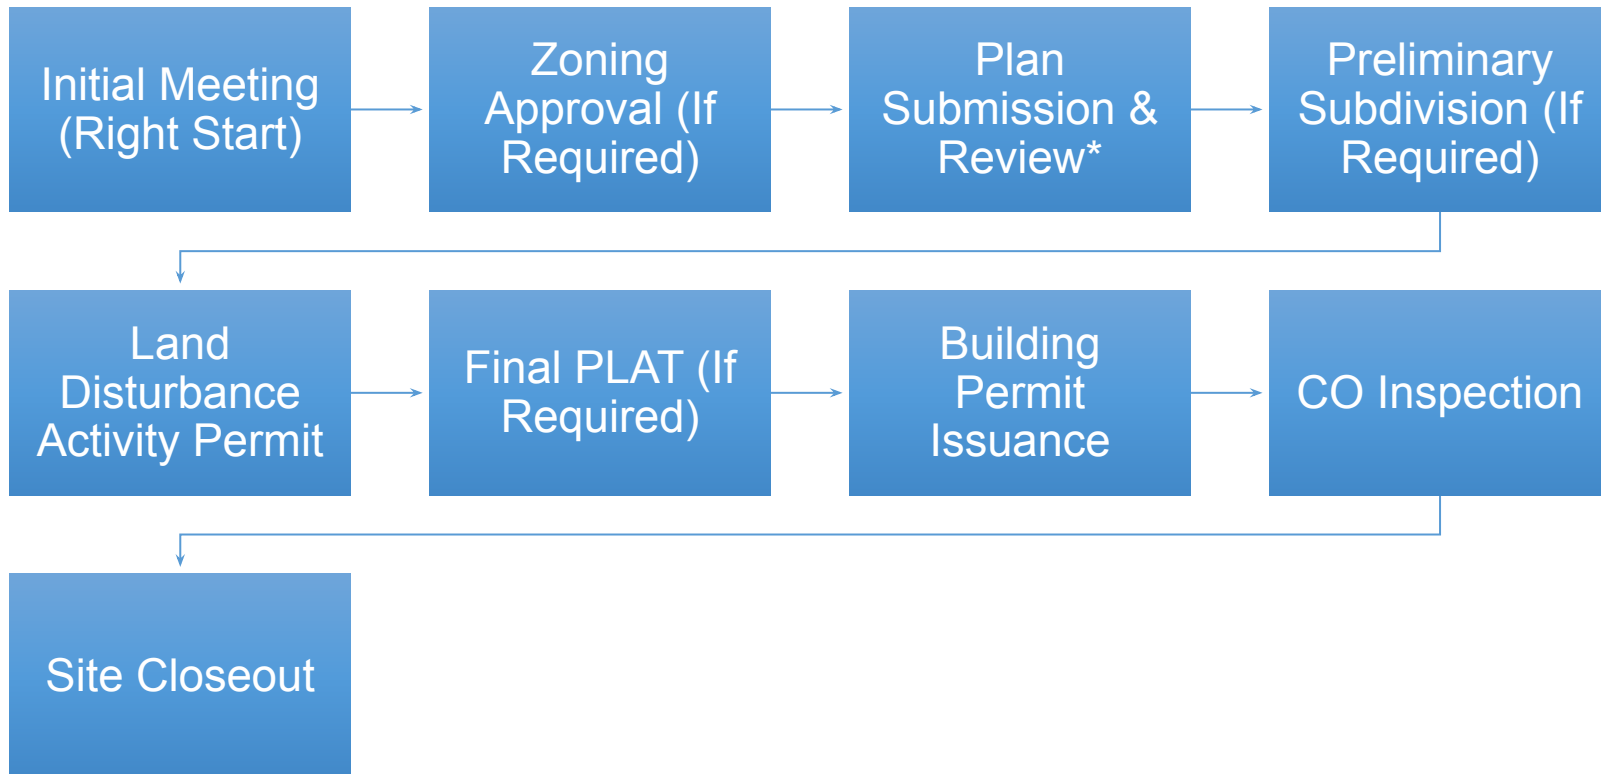 Initial Meeting
(Right Start)
Zoning
Approval (If
Required)
Plan
Submission &
Review*
Preliminary
Subdivision (If
Required)
Land
Disturbance
Activity Permit
Final PLAT (If
Required)
Building
Permit
Issuance
CO Inspection
Site Closeout